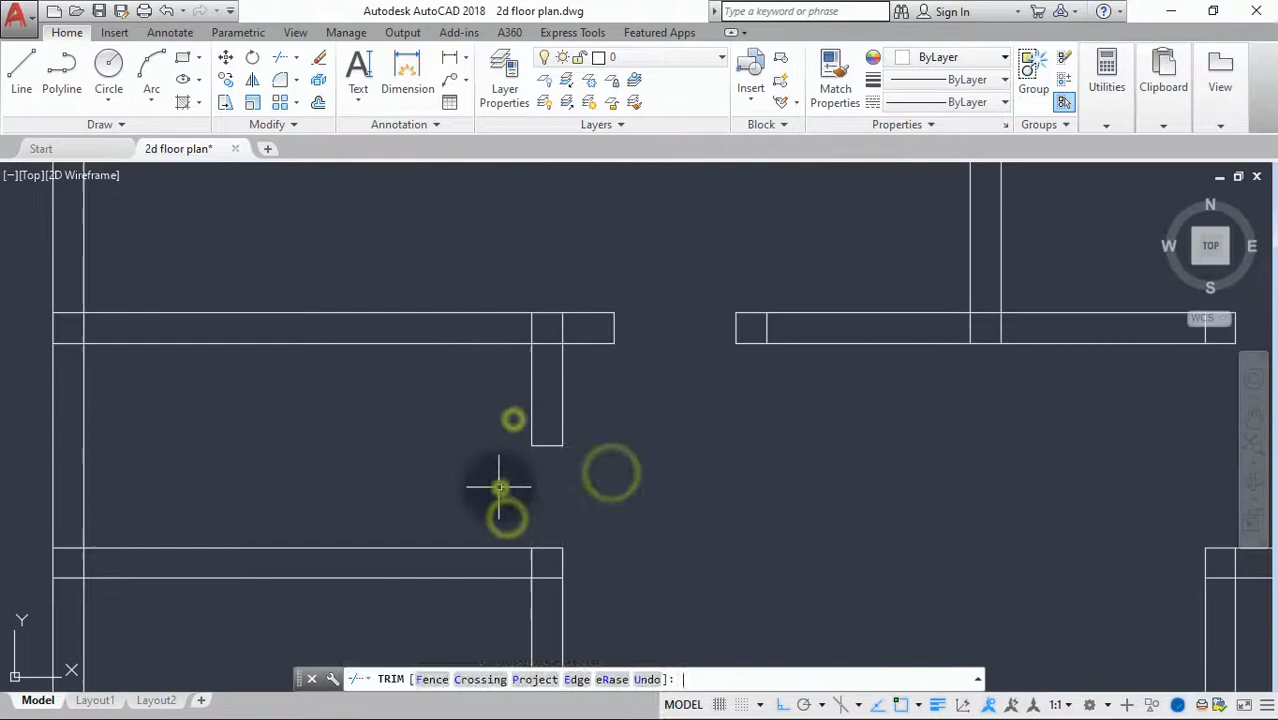 Autodesk AutoCAD 2018 2d floor plan.dwg Type a keyword or phrase Sign In
Home Insert Annotate Parametric View Manage Output Add-ins A360 Express Tools Featured Apps
0 ByLayer
ByLayer
ByLayer
Line Polyline Circle Arc Text Dimension Layer Properties Insert Match Properties Group Utilities Clipboard View
Draw Modify Annotation Layers Block Properties Groups
Start 2d floor plan*
[−][Top][2D Wireframe]
N
W TOP E
S
WCS
Y
X
TRIM [Fence Crossing Project Edge eRase Undo]:
Model Layout1 Layout2 + MODEL 1:1